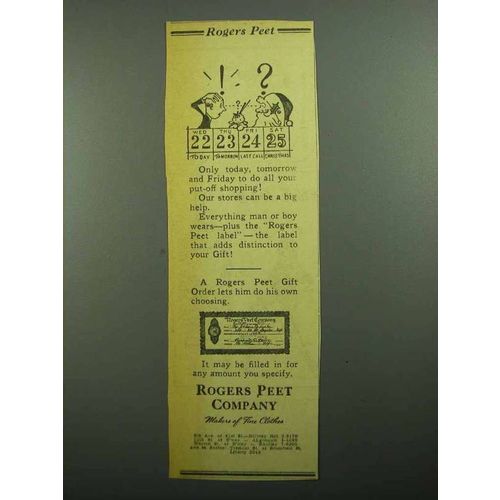 Rogers Peet
! ?
WED THU FRI SAT
22 23 24 25
TODAY TOMORROW LAST CALL CHRISTMAS!
Only today, tomorrow
and Friday to do all your
put-off shopping!
Our stores can be a big
help.
Everything man or boy
wears—plus the "Rogers
Peet label"—the label
that adds distinction to
your Gift!
A Rogers Peet Gift
Order lets him do his own
choosing.
Rogers Peet Company
It may be filled in for
any amount you specify.
ROGERS PEET
COMPANY
Makers of Fine Clothes